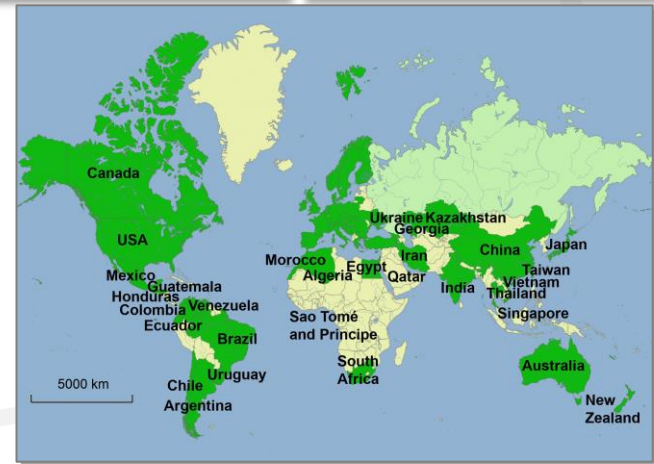 Canada
USA
Mexico
Guatemala
Honduras
Colombia
Venezuela
Ecuador
Brazil
Uruguay
Chile
Argentina
5000 km
Ukraine
Kazakhstan
Georgia
Morocco
Algeria
Egypt
Iran
Qatar
Sao Tomé
and Principe
South
Africa
China
Japan
India
Taiwan
Vietnam
Thailand
Singapore
Australia
New
Zealand